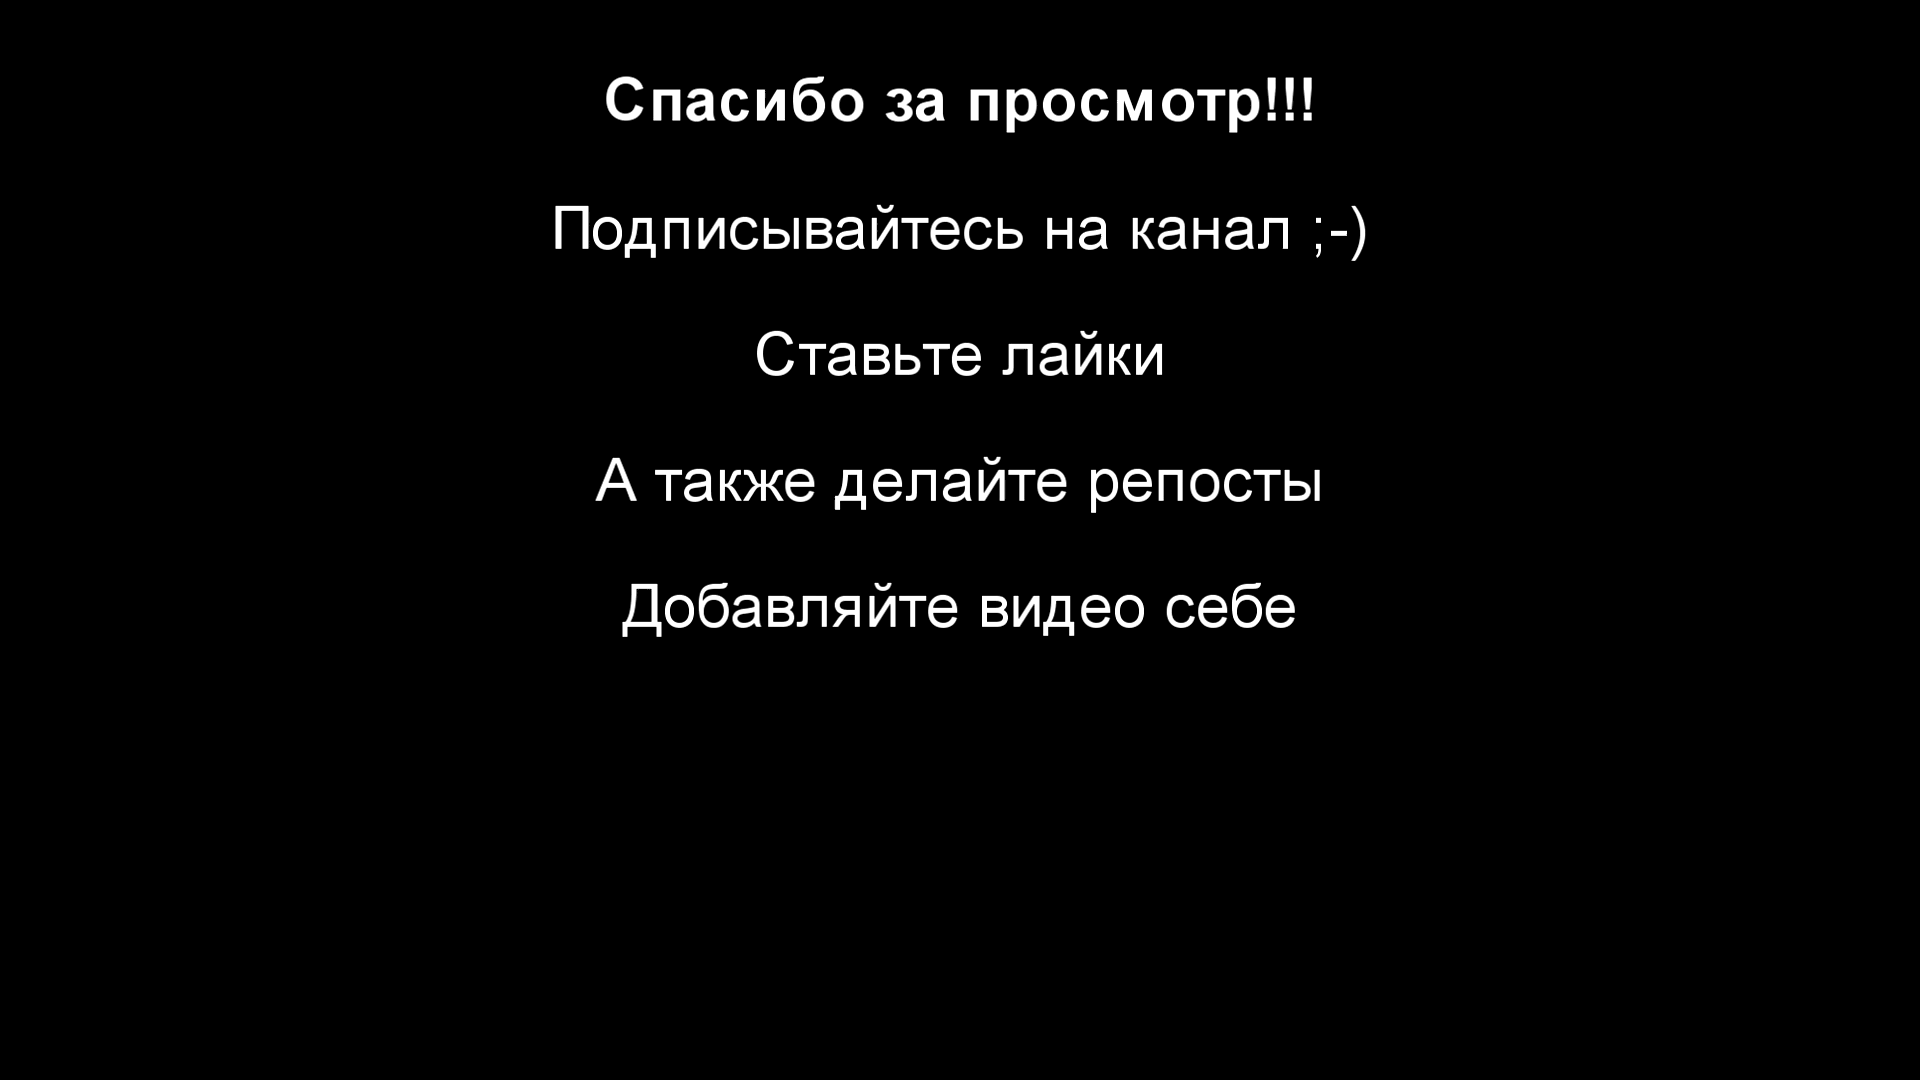 Спасибо за просмотр!!!
Подписывайтесь на канал ;-)
Ставьте лайки
А также делайте репосты
Добавляйте видео себе